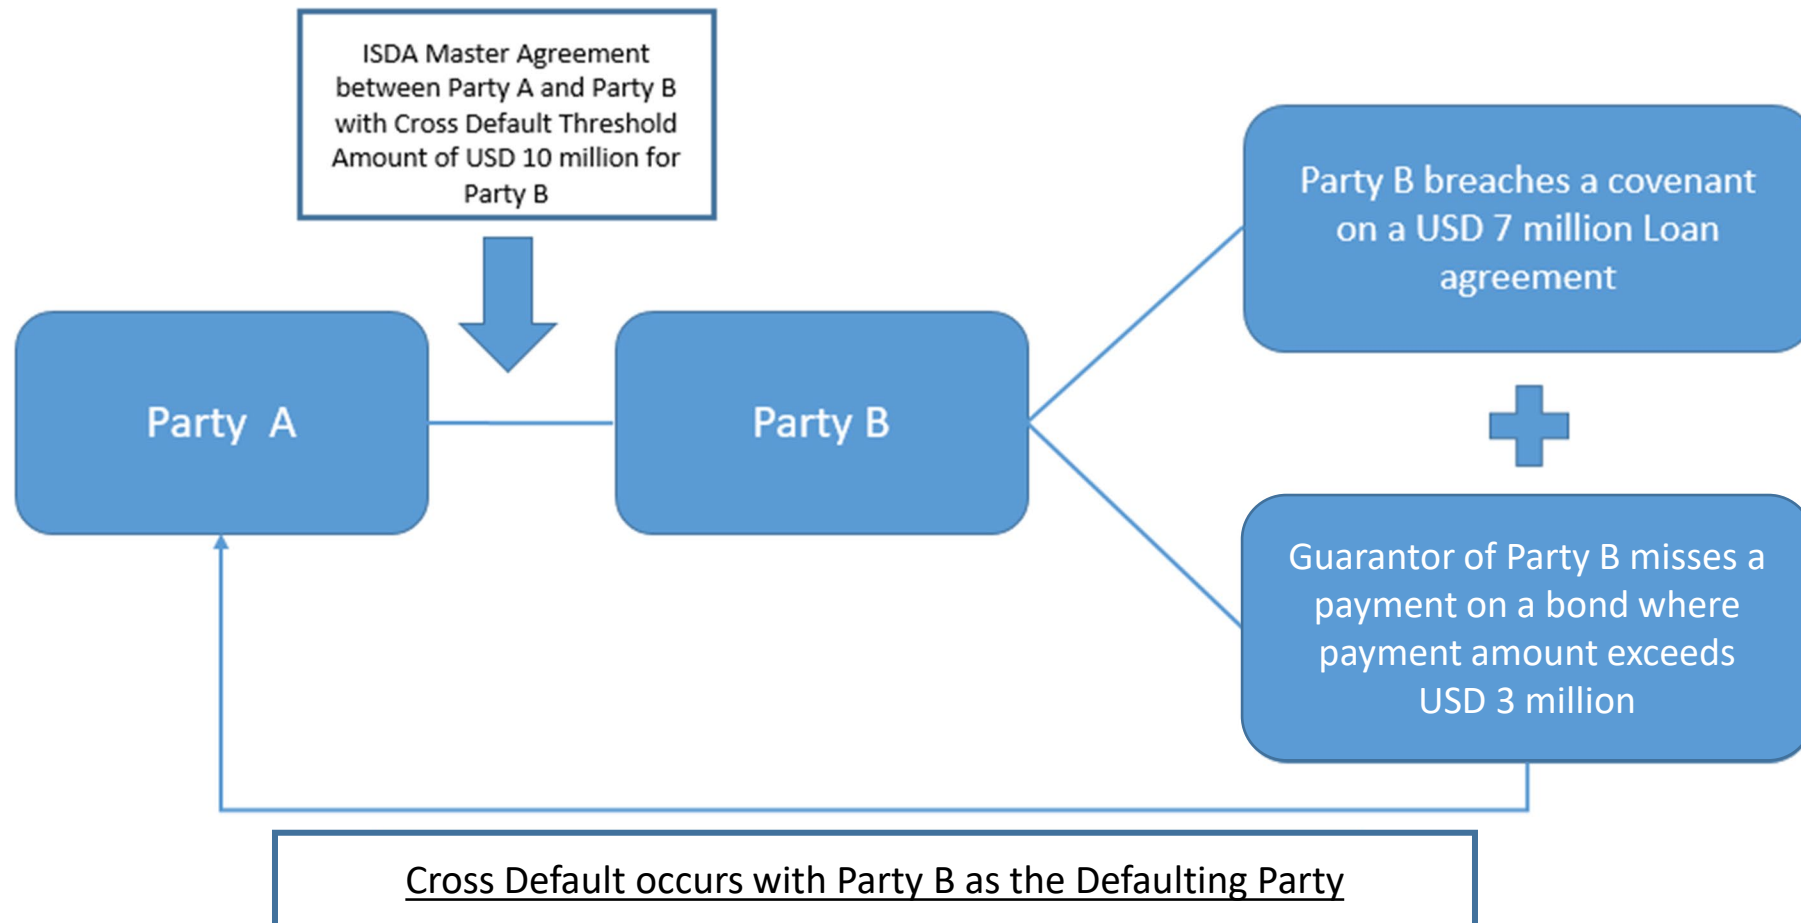 ISDA Master Agreement
between Party A and Party B
with Cross Default Threshold
Amount of USD 10 million for
Party B
Party A
Party B
Party B breaches a covenant
on a USD 7 million Loan
agreement
Guarantor of Party B misses a
payment on a bond where
payment amount exceeds
USD 3 million
Cross Default occurs with Party B as the Defaulting Party